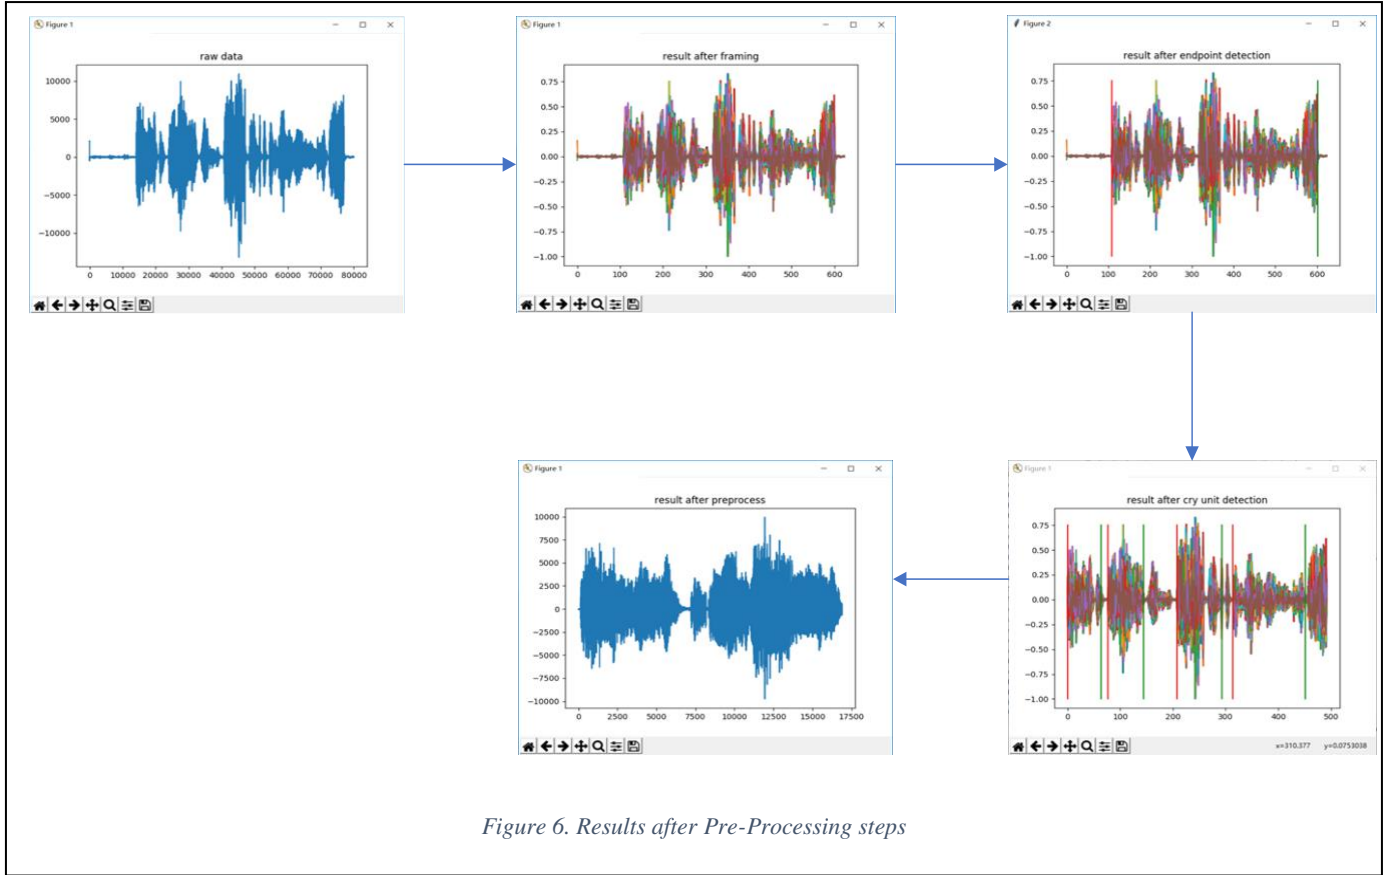 Figure 1
raw data
10000
5000
0
−5000
−10000
0 10000 20000 30000 40000 50000 60000 70000 80000
Figure 1
result after framing
0.75
0.50
0.25
0.00
−0.25
−0.50
−0.75
−1.00
0 100 200 300 400 500 600
Figure 2
result after endpoint detection
0.75
0.50
0.25
0.00
−0.25
−0.50
−0.75
−1.00
0 100 200 300 400 500 600
Figure 1
result after cry unit detection
0.75
0.50
0.25
0.00
−0.25
−0.50
−0.75
−1.00
0 100 200 300 400 500
x=310.377 y=0.0753038
Figure 1
result after preprocess
10000
7500
5000
2500
0
−2500
−5000
−7500
−10000
0 2500 5000 7500 10000 12500 15000 17500
Figure 6. Results after Pre-Processing steps